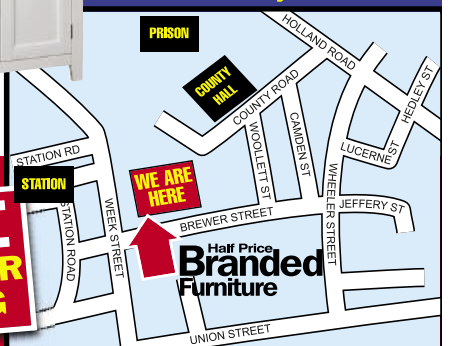 PRISON
HOLLAND ROAD
COUNTY
HALL
COUNTY ROAD
HEDLEY ST
CAMDEN ST
WOOLLETT ST
LUCERNE ST
STATION RD
STATION
WE ARE
HERE
WHEELER STREET
JEFFERY ST
STATION ROAD
WEEK STREET
BREWER STREET
Half Price
Branded
Furniture
R
G
UNION STREET